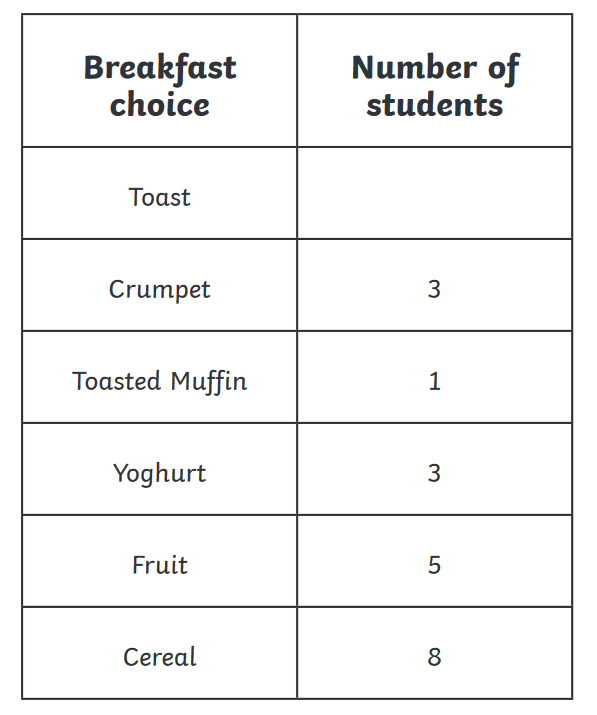 Breakfast choice Number of students
Toast
Crumpet 3
Toasted Muffin 1
Yoghurt 3
Fruit 5
Cereal 8